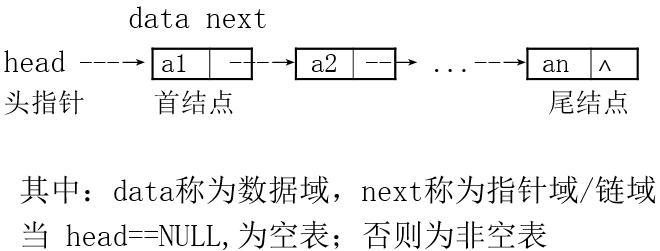 data next
head a1 a2 ... an ∧
头指针 首结点 尾结点
其中：data称为数据域，next称为指针域/链域
当 head==NULL,为空表；否则为非空表